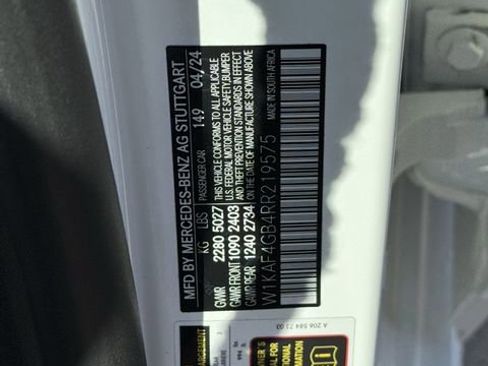 MFD BY MERCEDES-BENZ AG STUTTGART
PASSENGER CAR 149 04/24
KG LBS
GVWR 2280 5027
GAWR FRONT 1090 2403
GAWR REAR 1240 2734
THIS VEHICLE CONFORMS TO ALL APPLICABLE
U.S. FEDERAL MOTOR VEHICLE SAFETY, BUMPER
AND THEFT PREVENTION STANDARDS IN EFFECT
ON THE DATE OF MANUFACTURE SHOWN ABOVE
W1KAF4GB4RR219575
MADE IN SOUTH AFRICA
A 206 584 71 00